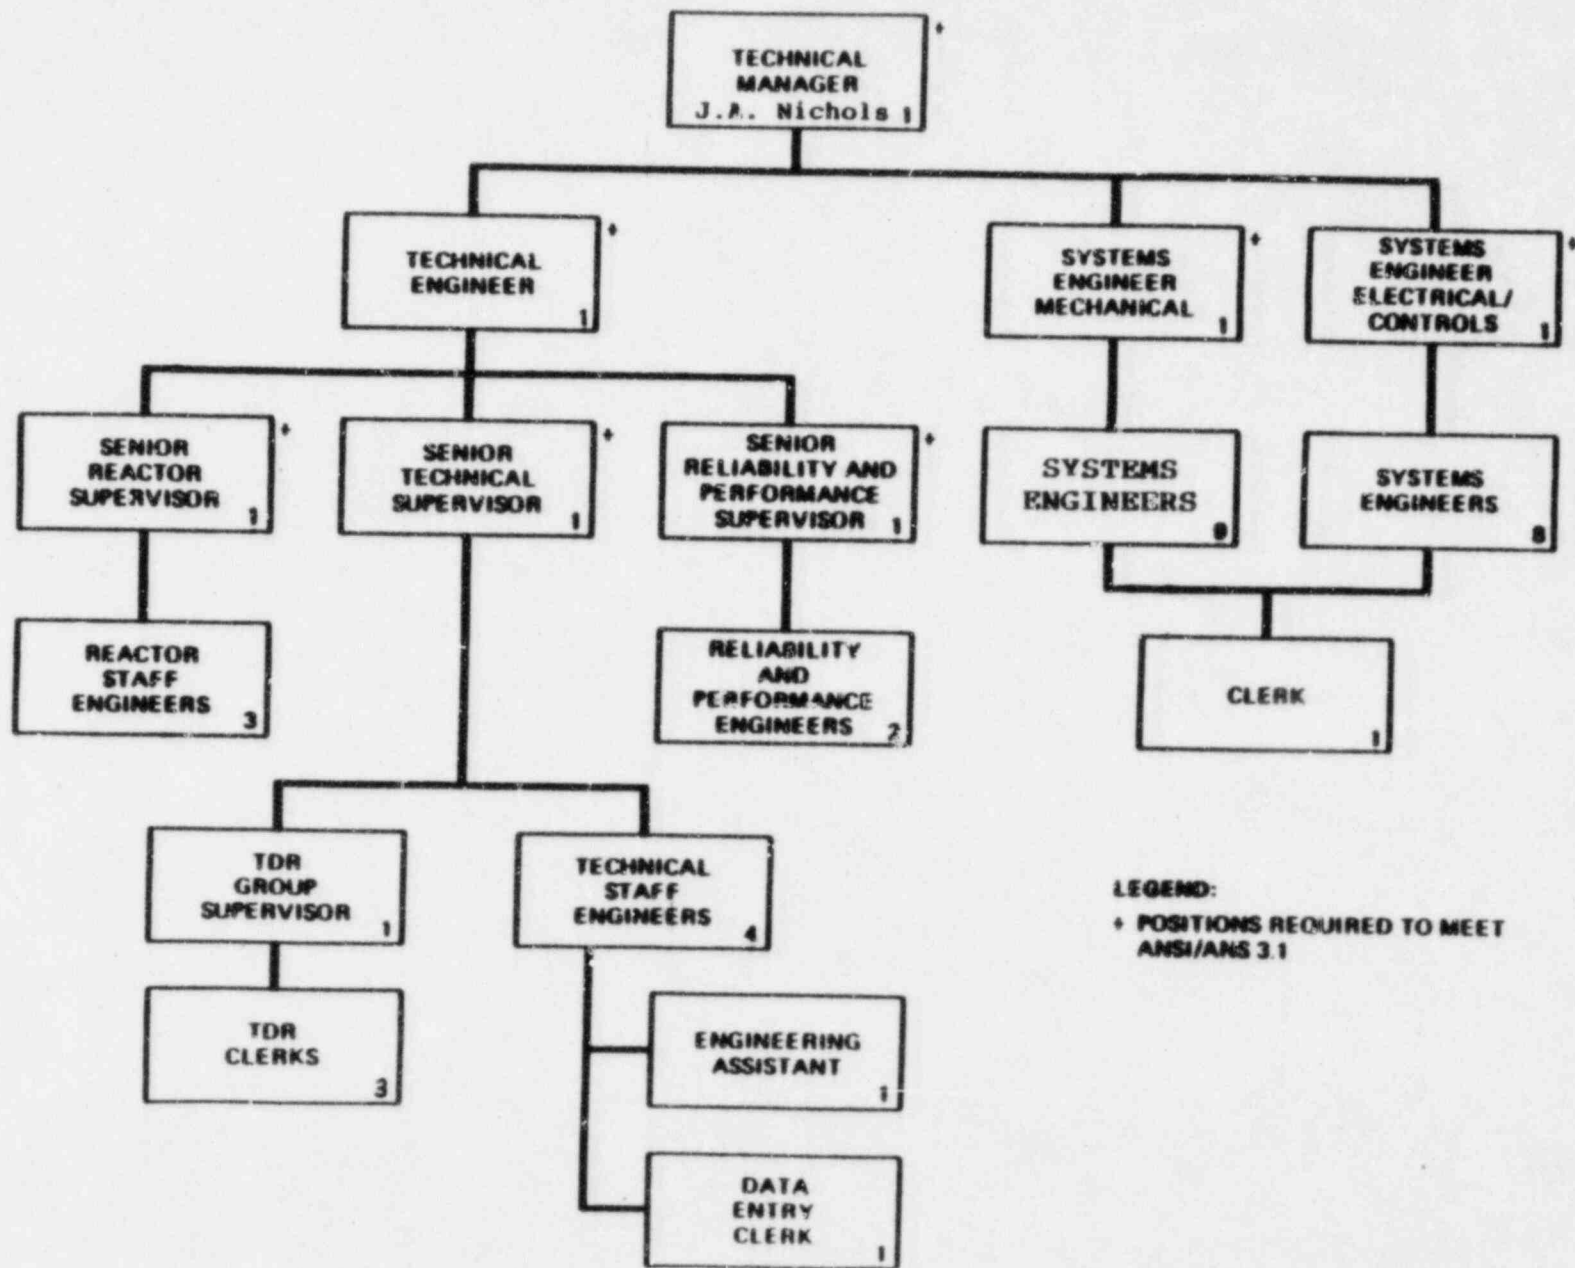 +
TECHNICAL
MANAGER
J.A. Nichols 1
TECHNICAL
ENGINEER
1
+
SYSTEMS
ENGINEER
MECHANICAL
1
+
SYSTEMS
ENGINEER
ELECTRICAL/
CONTROLS
1
+
SENIOR
REACTOR
SUPERVISOR
1
+
SENIOR
TECHNICAL
SUPERVISOR
1
+
SENIOR
RELIABILITY AND
PERFORMANCE
SUPERVISOR
1
+
SYSTEMS
ENGINEERS
9
SYSTEMS
ENGINEERS
8
REACTOR
STAFF
ENGINEERS
3
RELIABILITY
AND
PERFORMANCE
ENGINEERS
2
CLERK
1
TDR
GROUP
SUPERVISOR
1
TECHNICAL
STAFF
ENGINEERS
4
TDR
CLERKS
3
ENGINEERING
ASSISTANT
1
DATA
ENTRY
CLERK
1
LEGEND:
+ POSITIONS REQUIRED TO MEET
ANSI/ANS 3.1